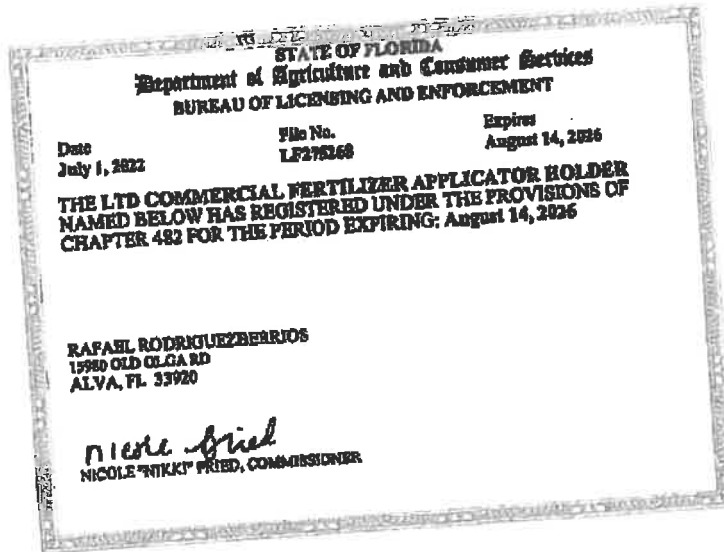 STATE OF FLORIDA
Department of Agriculture and Consumer Services
BUREAU OF LICENSING AND ENFORCEMENT
Date File No. Expires
July 1, 2022 LF275268 August 14, 2026
THE LTD COMMERCIAL FERTILIZER APPLICATOR HOLDER
NAMED BELOW HAS REGISTERED UNDER THE PROVISIONS OF
CHAPTER 482 FOR THE PERIOD EXPIRING: August 14, 2026
RAFAEL RODRIGUEZBERRIOS
15980 OLD OLGA RD
ALVA, FL 33920
nicole fried
NICOLE "NIKKI" FRIED, COMMISSIONER